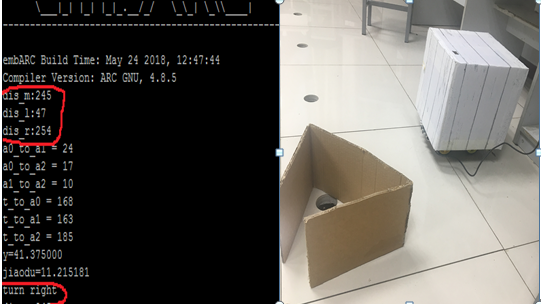 embARC Build Time: May 24 2018, 12:47:44
Compiler Version: ARC GNU, 4.8.5
dis_m:245
dis_l:47
dis_r:254
a0_to_a1 = 24
a0_to_a2 = 17
a1_to_a2 = 10
t_to_a0 = 168
t_to_a1 = 163
t_to_a2 = 185
y=41.375000
jiaodu=11.215181
turn right